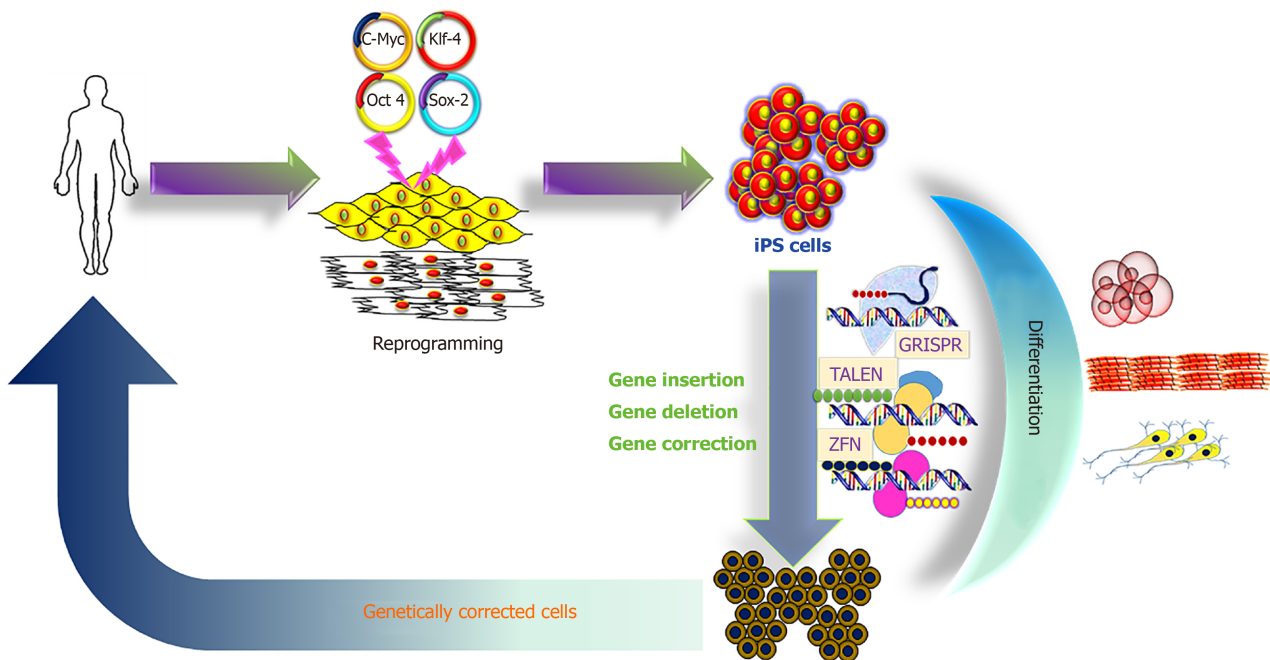 C-Myc
Klf-4
Oct 4
Sox-2
Reprogramming
iPS cells
GRISPR
TALEN
ZFN
Gene insertion
Gene deletion
Gene correction
Differentiation
Genetically corrected cells